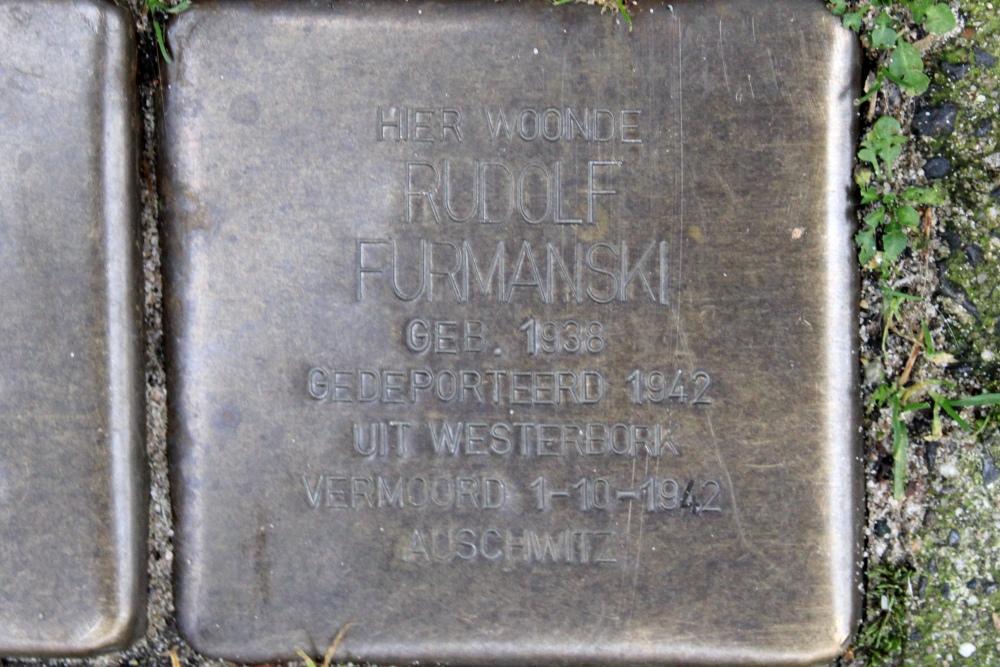 HIER WOONDE
RUDOLF
FURMANSKI
GEB. 1938
GEDEPORTEERD 1942
UIT WESTERBORK
VERMOORD 1-10-1942
AUSCHWITZ